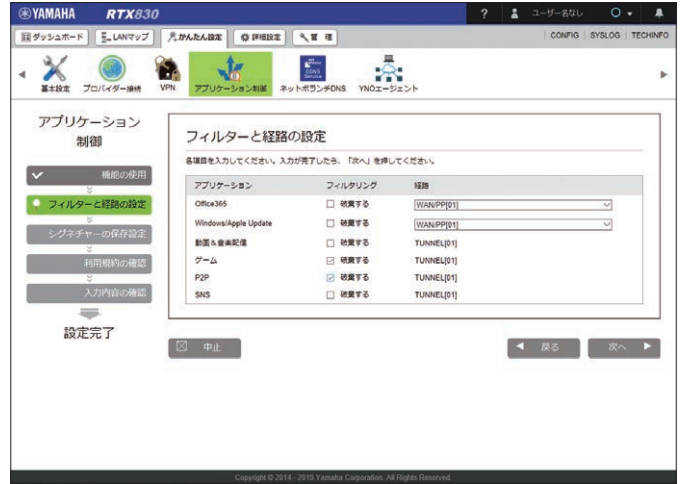 YAMAHA RTX830 ? ユーザー名なし
ダッシュボード LANマップ かんたん設定 詳細設定 管 理 CONFIG SYSLOG TECHINFO
基本設定 プロバイダー接続 VPN アプリケーション制御 ネットボランチDNS YNOエージェント
アプリケーション
制御
機能の使用
フィルターと経路の設定
シグネチャーの保存設定
利用規約の確認
入力内容の確認
設定完了
フィルターと経路の設定
各項目を入力してください。入力が完了したら、「次へ」を押してください。
アプリケーション フィルタリング 経路
Office365 破棄する WAN/PP[01]
Windows/Apple Update 破棄する WAN/PP[01]
動画&音楽配信 破棄する TUNNEL[01]
ゲーム 破棄する TUNNEL[01]
P2P 破棄する TUNNEL[01]
SNS 破棄する TUNNEL[01]
中止 戻る 次へ
Copyright © 2014 - 2019 Yamaha Corporation. All Rights Reserved.